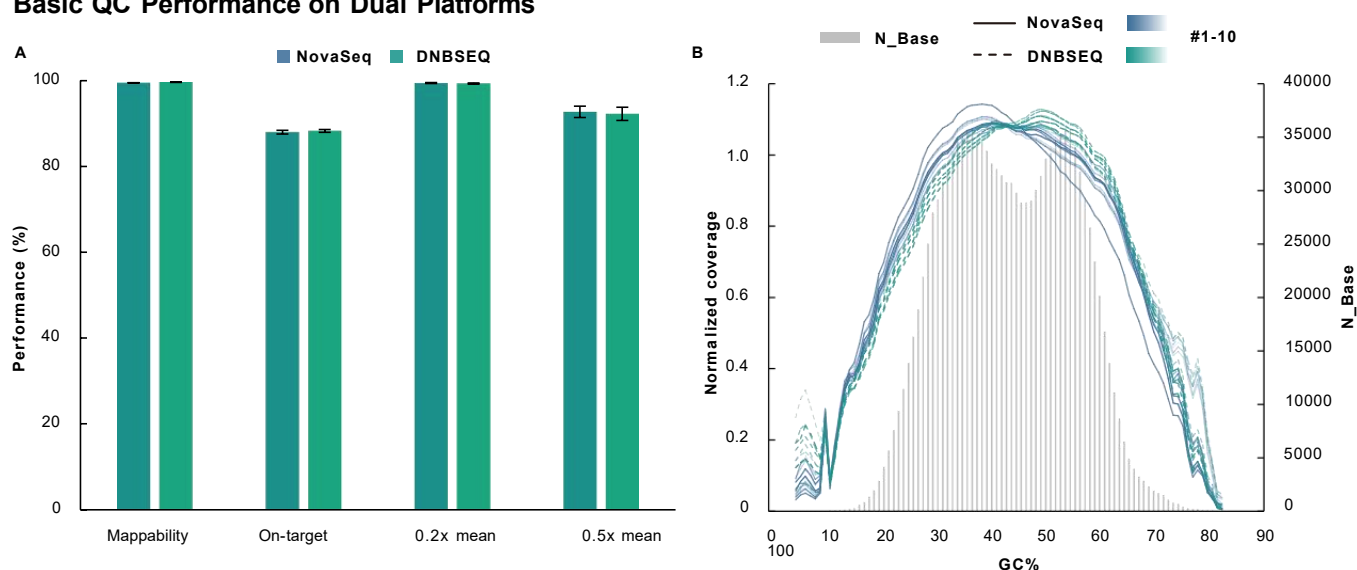 Basic QC Performance on Dual Platforms
A
NovaSeq
DNBSEQ
Performance (%)
100
80
60
40
20
0
Mappability
On-target
0.2x mean
0.5x mean
B
N_Base
NovaSeq
DNBSEQ
#1-10
Normalized coverage
1.2
1.0
0.8
0.6
0.4
0.2
0
40000
35000
30000
25000
20000
15000
10000
5000
0
N_Base
0 10 20 30 40 50 60 70 80 90
100
GC%